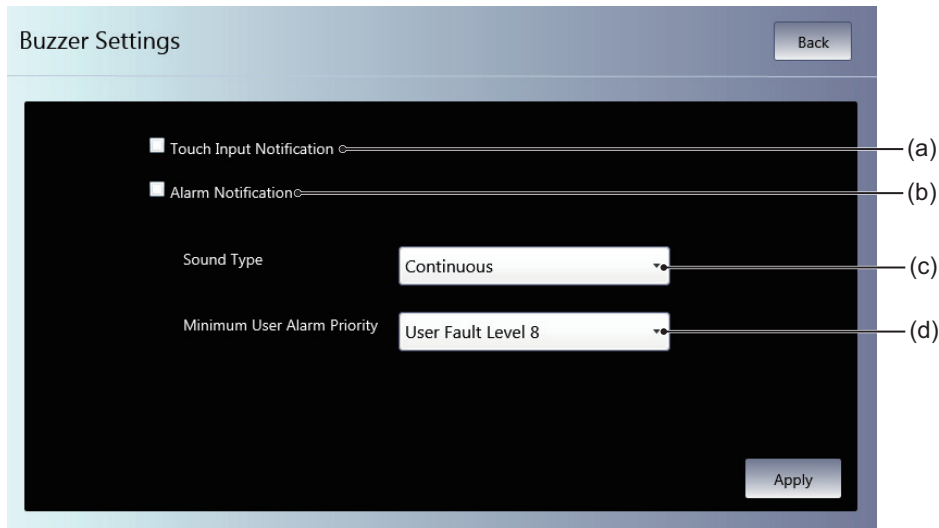 Buzzer Settings
Back
Touch Input Notification
(a)
Alarm Notification
(b)
Sound Type
Continuous
(c)
Minimum User Alarm Priority
User Fault Level 8
(d)
Apply